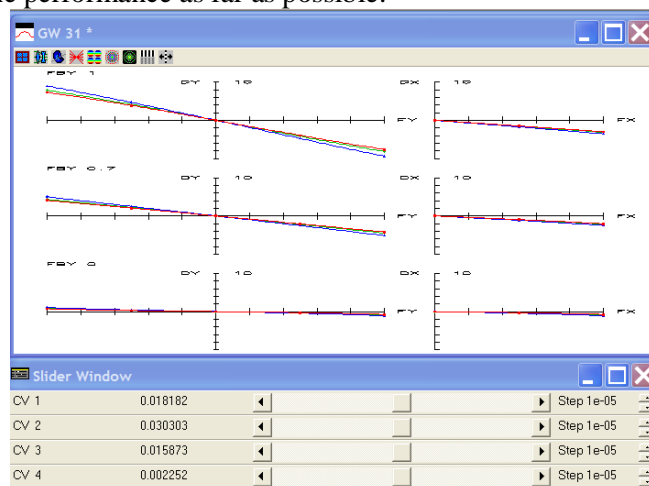 e performance as far as possible.
GW 31 *
FBY 1
DY 10 DX 10
FY FX
FBY 0.7
DY 10 DX 10
FY FX
FBY 0
DY 10 DX 10
FY FX
Slider Window
CV 1 0.018182 Step 1e-05
CV 2 0.030303 Step 1e-05
CV 3 0.015873 Step 1e-05
CV 4 0.002252 Step 1e-05